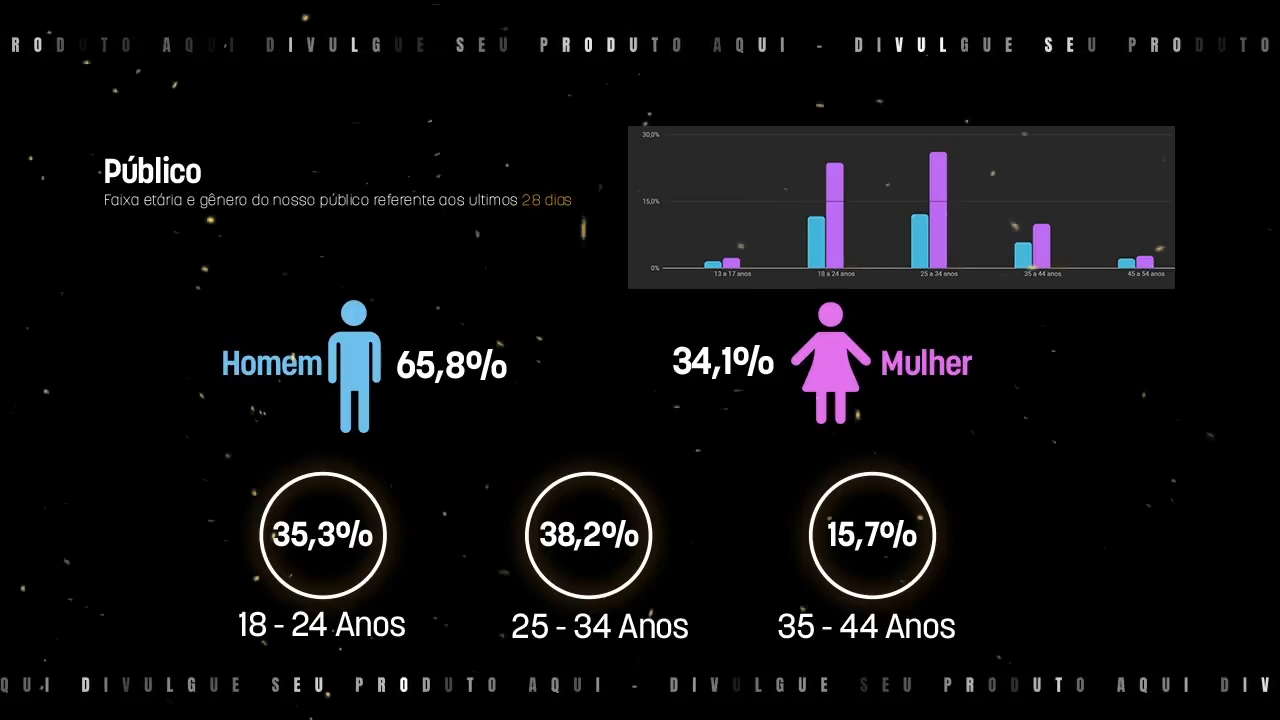 RODUTO AQUI DIVULGUE SEU PRODUTO AQUI - DIVULGUE SEU PRODUTO
Público
Faixa etária e gênero do nosso público referente aos ultimos 28 dias
30,0%
15,0%
0%
13 a 17 anos 18 a 24 anos 25 a 34 anos 35 a 44 anos 45 a 54 anos
Homem 65,8%
34,1% Mulher
35,3% 38,2% 15,7%
18 - 24 Anos 25 - 34 Anos 35 - 44 Anos
QUI DIVULGUE SEU PRODUTO AQUI - DIVULGUE SEU PRODUTO AQUI DIV